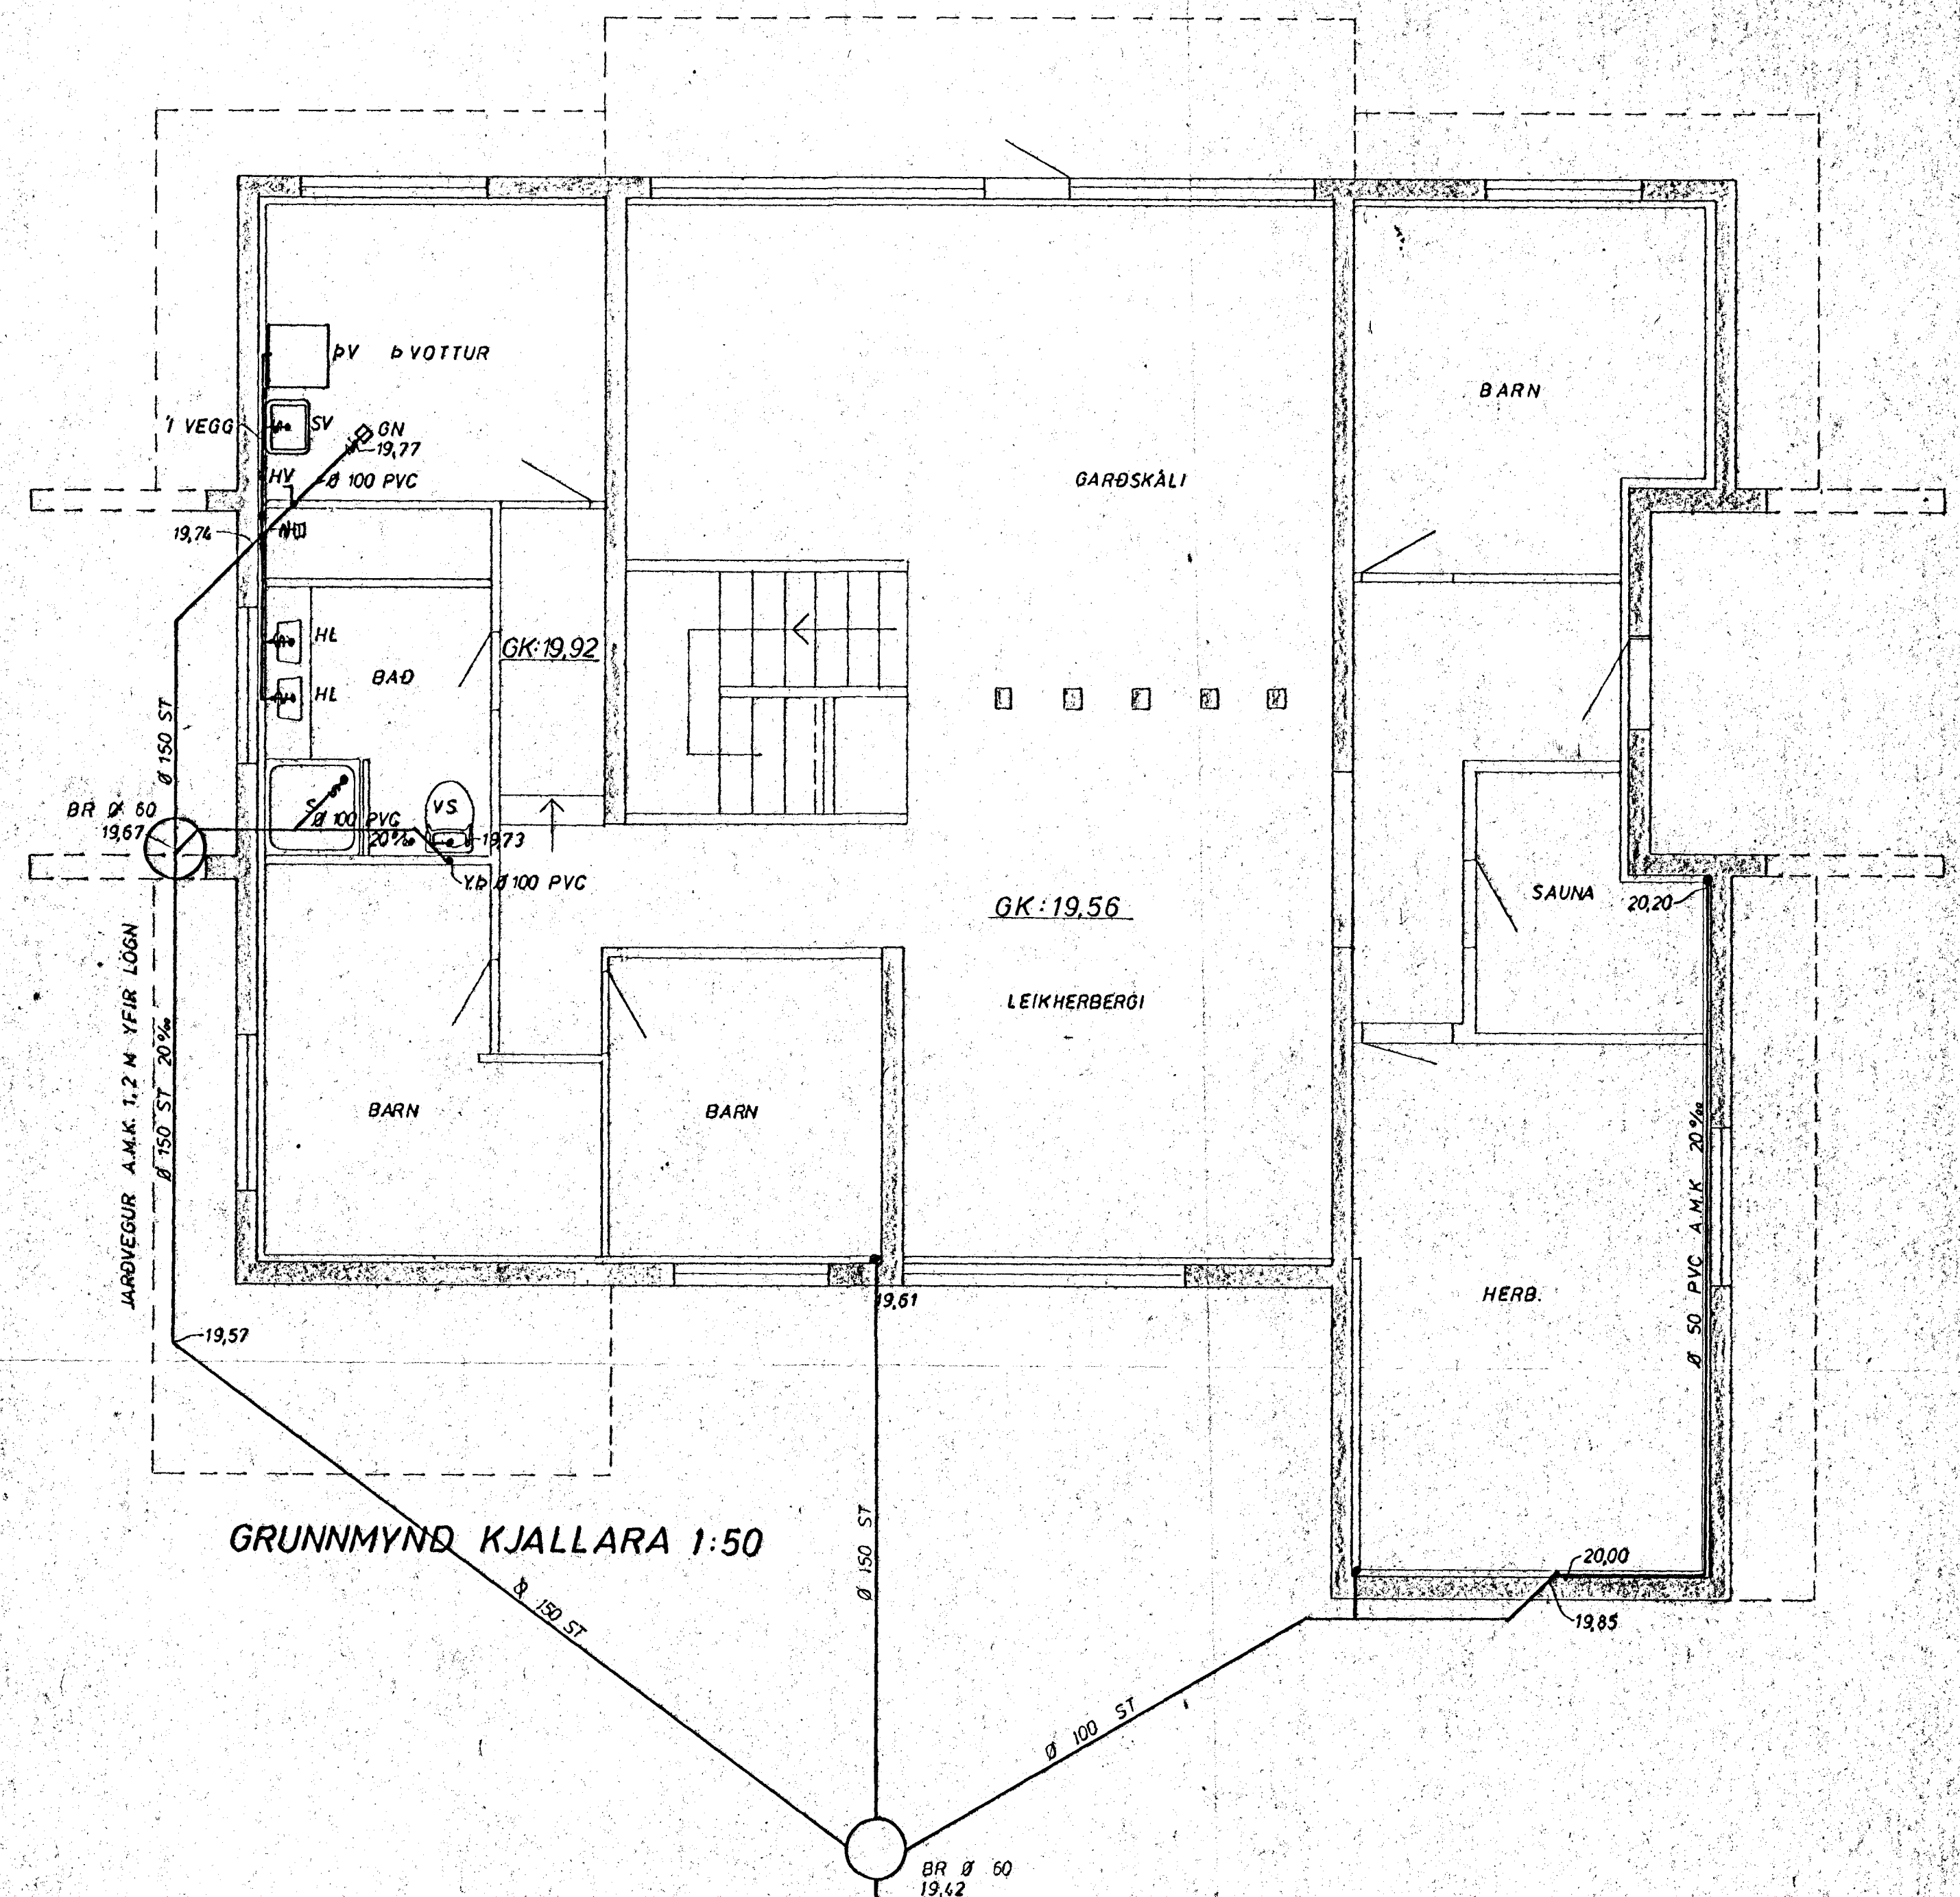 ÞV ÞVOTTUR
BARN
Í VEGG
SV
GN
19,77
HV
Ø 100 PVC
GARÐSKÁLI
19,74
NI
HL
GK:19,92
BAÐ
HL
Ø 150 ST
BR Ø 60
19,67
S
Ø 100 PVC
20‰
VS
19,73
Y.Þ Ø 100 PVC
GK:19,56
SAUNA
20,20
JARÐVEGUR A.M.K. 1,2 M YFIR LÖGN
Ø 150 ST 20‰
LEIKHERBERGI
BARN
BARN
Ø 50 PVC A.M.K 20‰
HERB.
19,61
19,57
GRUNNMYND KJALLARA 1:50
Ø 150 ST
Ø 150 ST
20,00
19,85
Ø 100 ST
BR Ø 60
19,42